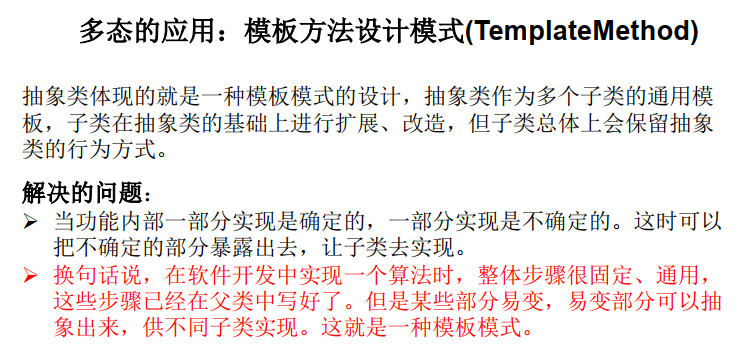 多态的应用：模板方法设计模式(TemplateMethod)
抽象类体现的就是一种模板模式的设计，抽象类作为多个子类的通用模
板，子类在抽象类的基础上进行扩展、改造，但子类总体上会保留抽象
类的行为方式。
解决的问题：
➢ 当功能内部一部分实现是确定的，一部分实现是不确定的。这时可以
把不确定的部分暴露出去，让子类去实现。
➢ 换句话说，在软件开发中实现一个算法时，整体步骤很固定、通用，
这些步骤已经在父类中写好了。但是某些部分易变，易变部分可以抽
象出来，供不同子类实现。这就是一种模板模式。